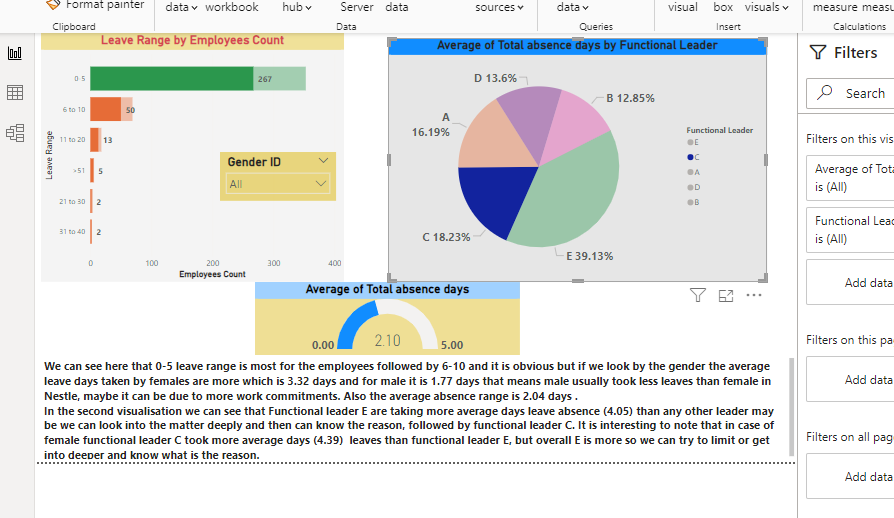 Format painter
data workbook hub Server data sources data visual box visuals measure measu
Clipboard Data Queries Insert Calculations
Leave Range by Employees Count
Leave Range
0-5 267
6 to 10 50
11 to 20 13
>51 5
21 to 30 2
31 to 40 2
0 100 200 300 400
Employees Count
Gender ID
All
Average of Total absence days by Functional Leader
D 13.6%
B 12.85%
A
16.19%
C 18.23%
E 39.13%
Functional Leader
E
C
A
D
B
Average of Total absence days
0.00 2.10 5.00
We can see here that 0-5 leave range is most for the employees followed by 6-10 and it is obvious but if we look by the gender the average
leave days taken by females are more which is 3.32 days and for male it is 1.77 days that means male usually took less leaves than female in
Nestle, maybe it can be due to more work commitments. Also the average absence range is 2.04 days .
In the second visualisation we can see that Functional leader E are taking more average days leave absence (4.05) than any other leader may
be we can look into the matter deeply and then can know the reason, followed by functional leader C. It is interesting to note that in case of
female functional leader C took more average days (4.39) leaves than functional leader E, but overall E is more so we can try to limit or get
into deeper and know what is the reason.
Filters
Search
Filters on this vis
Average of Tota
is (All)
Functional Lead
is (All)
Add data
Filters on this pa
Add data
Filters on all pag
Add data